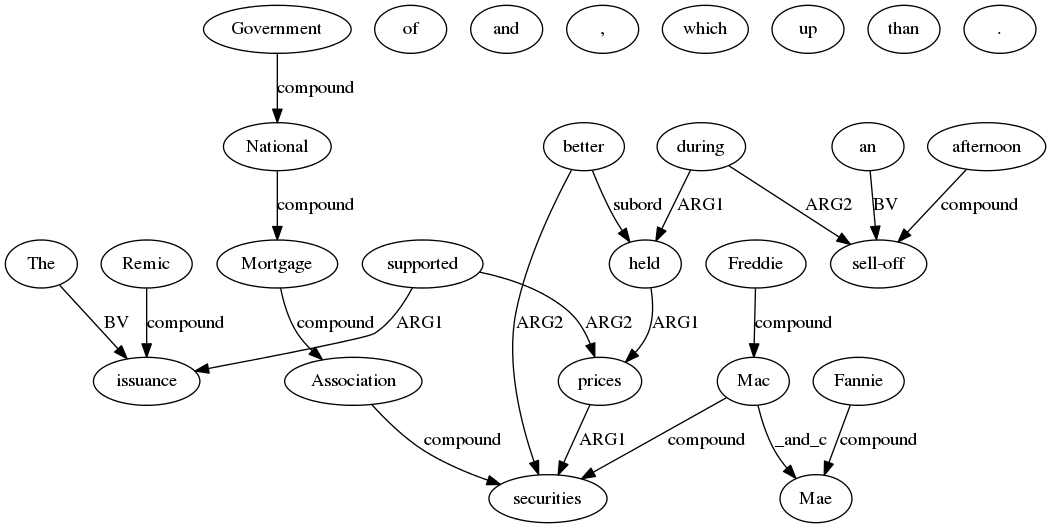 Government of and , which up than .
compound
National better during an afternoon
compound subord ARG1 ARG2 BV compound
The Remic Mortgage supported held Freddie sell-off
BV compound compound ARG1 ARG2 ARG2 ARG1 compound
issuance Association prices Mac Fannie
compound ARG1 compound _and_c compound
securities Mae